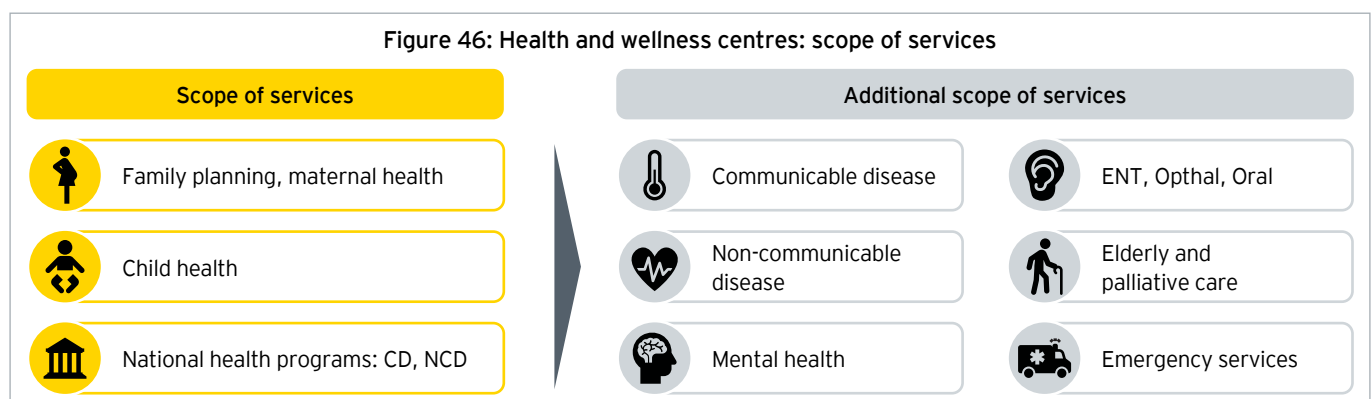 Figure 46: Health and wellness centres: scope of services
Scope of services
Family planning, maternal health
Child health
National health programs: CD, NCD
Additional scope of services
Communicable disease
Non-communicable
disease
Mental health
ENT, Opthal, Oral
Elderly and
palliative care
Emergency services